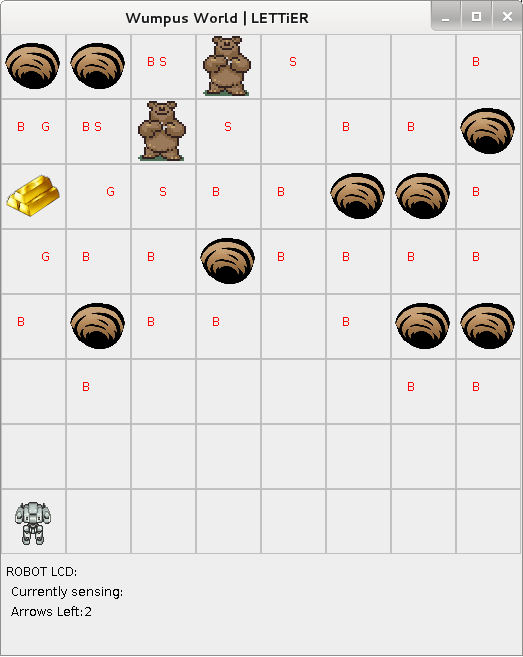 Wumpus World | LETTiER
B S S B
B G B S S B B
G S B B B
G B B B B B B
B B B B
B B B
ROBOT LCD:
Currently sensing:
Arrows Left:2